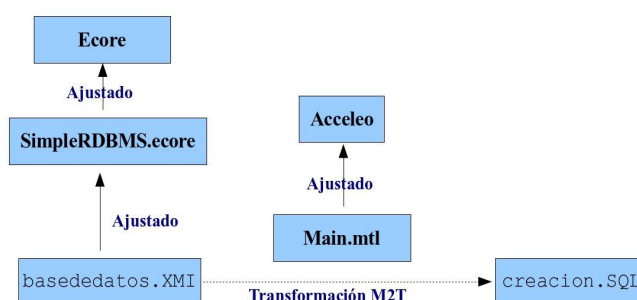 Ecore
Ajustado
SimpleRDBMS.ecore
Acceleo
Ajustado
Ajustado
Main.mtl
basededatos.XMI
creacion.SQL
Transformación M2T